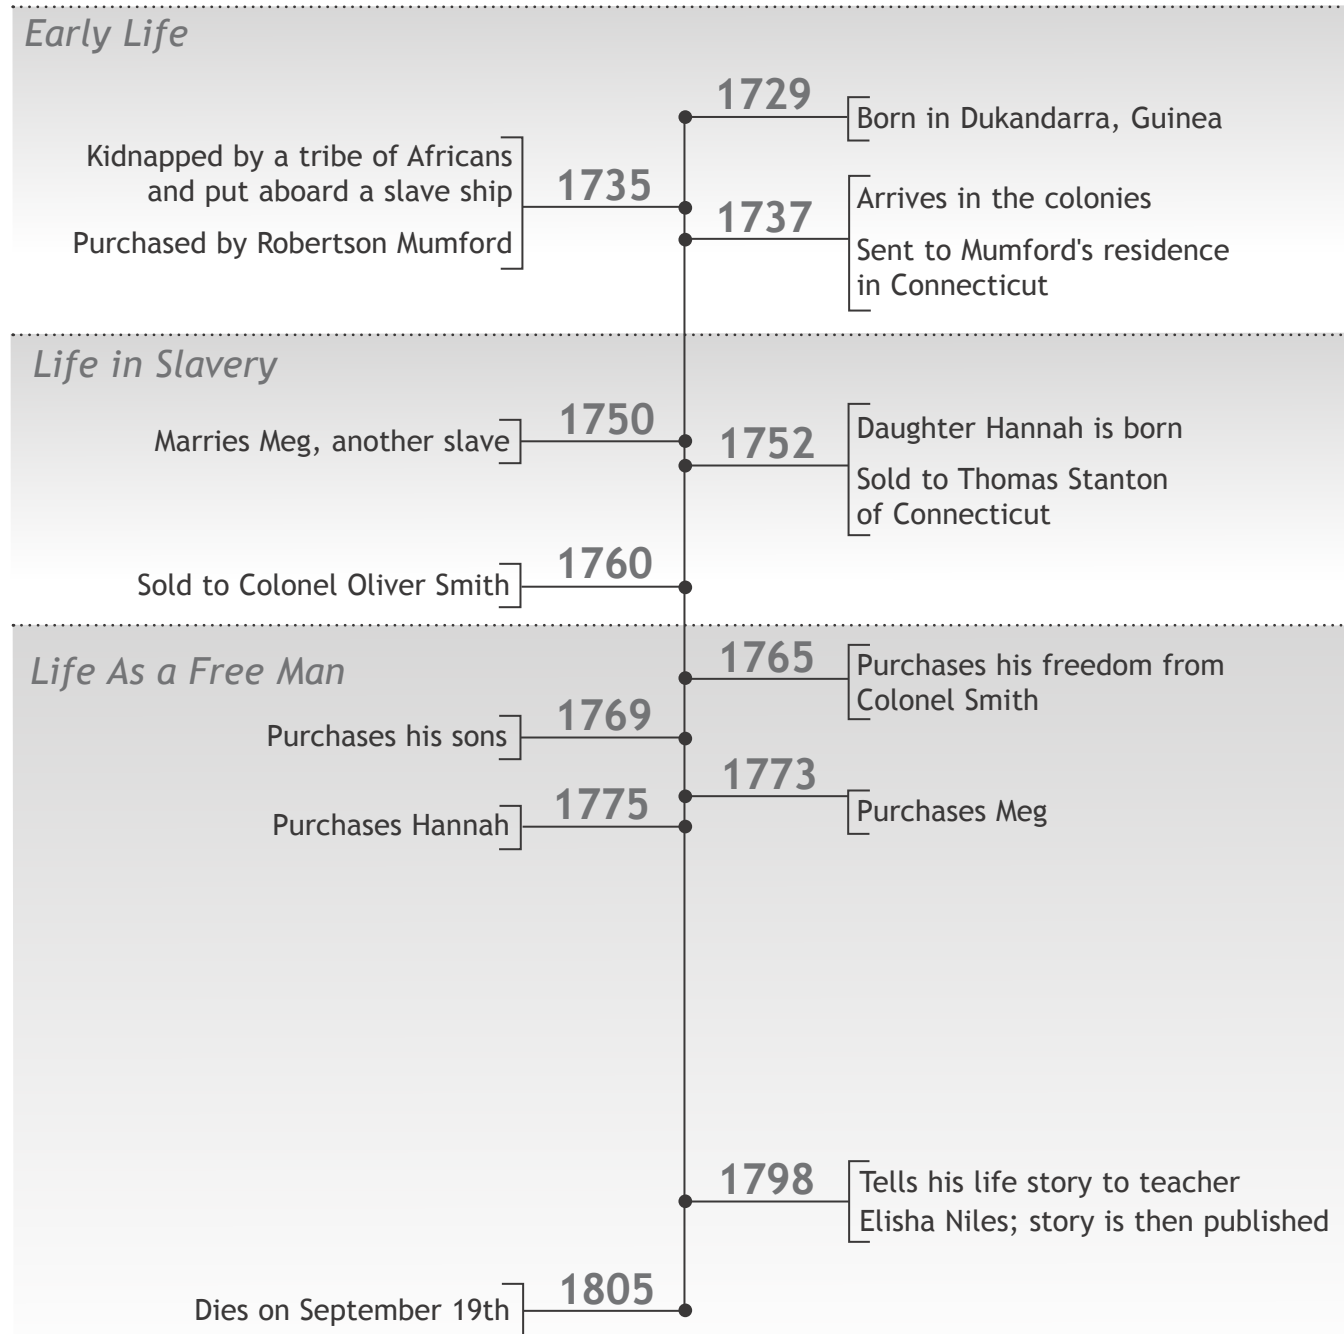 Early Life
1729
Born in Dukandarra, Guinea
Kidnapped by a tribe of Africans
and put aboard a slave ship
Purchased by Robertson Mumford
1735
1737
Arrives in the colonies
Sent to Mumford's residence
in Connecticut
Life in Slavery
Marries Meg, another slave
1750
1752
Daughter Hannah is born
Sold to Thomas Stanton
of Connecticut
Sold to Colonel Oliver Smith
1760
Life As a Free Man
1765
Purchases his freedom from
Colonel Smith
Purchases his sons
1769
1773
Purchases Meg
Purchases Hannah
1775
1798
Tells his life story to teacher
Elisha Niles; story is then published
Dies on September 19th
1805